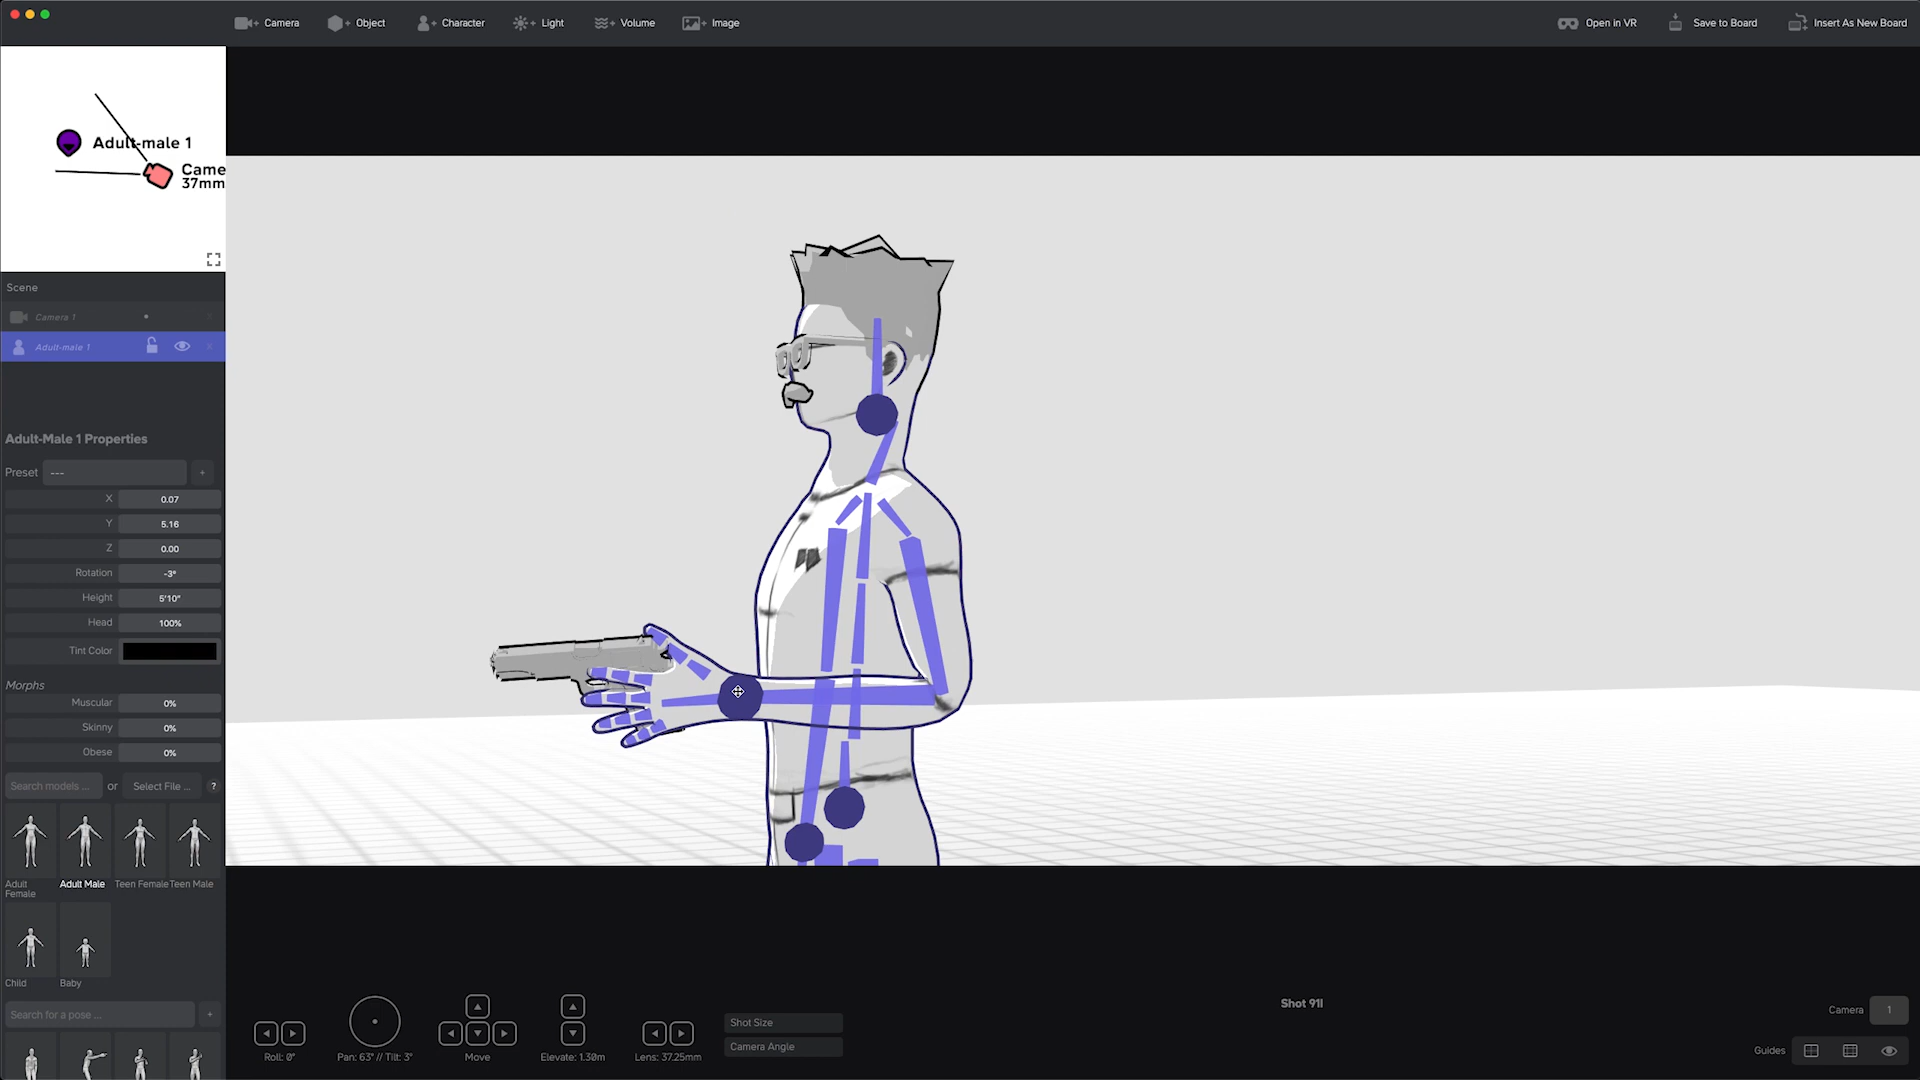 Camera
Object
Character
Light
Volume
Image
Open in VR
Save to Board
Insert As New Board
Adult-male 1
Came
37mm
Scene
Camera 1
Adult-male 1
Adult-Male 1 Properties
Preset ---
X 0.07
Y 5.16
Z 0.00
Rotation -3°
Height 5'10"
Head 100%
Tint Color
Morphs
Muscular 0%
Skinny 0%
Obese 0%
Search models ... or Select File ... ?
Adult Female
Adult Male
Teen Female
Teen Male
Child
Baby
Search for a pose ... +
Roll: 0°
Pan: 63° // Tilt: 3°
Move
Elevate: 1.30m
Lens: 37.25mm
Shot Size
Camera Angle
Shot 91I
Camera 1
Guides